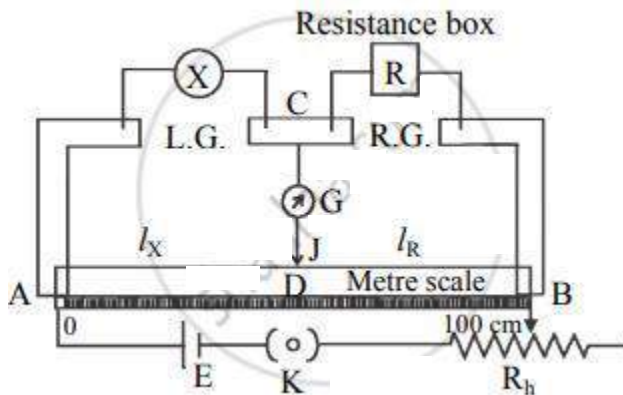 Resistance box
X
R
C
L.G.
R.G.
G
l_X
J
l_R
A
D
Metre scale
B
0
100 cm
E
K
R_h